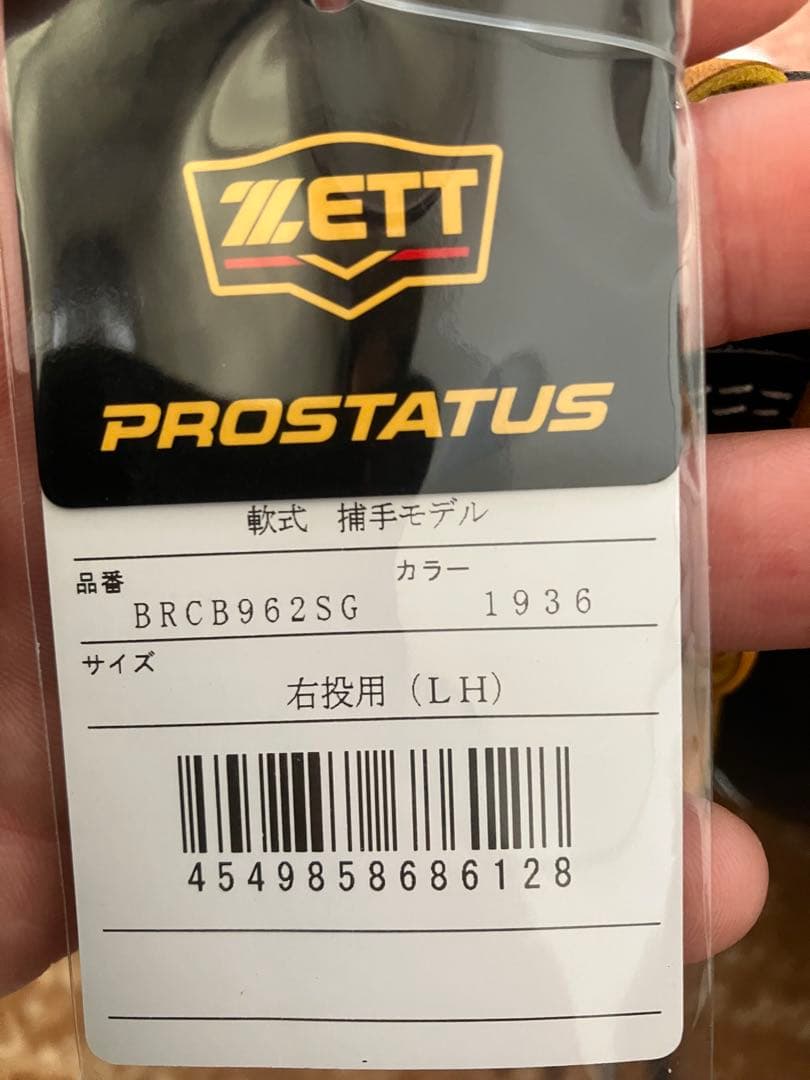 ZETT
PROSTATUS
軟式 捕手モデル
品番 カラー
BRCB962SG 1936
サイズ
右投用(LH)
4549858686128